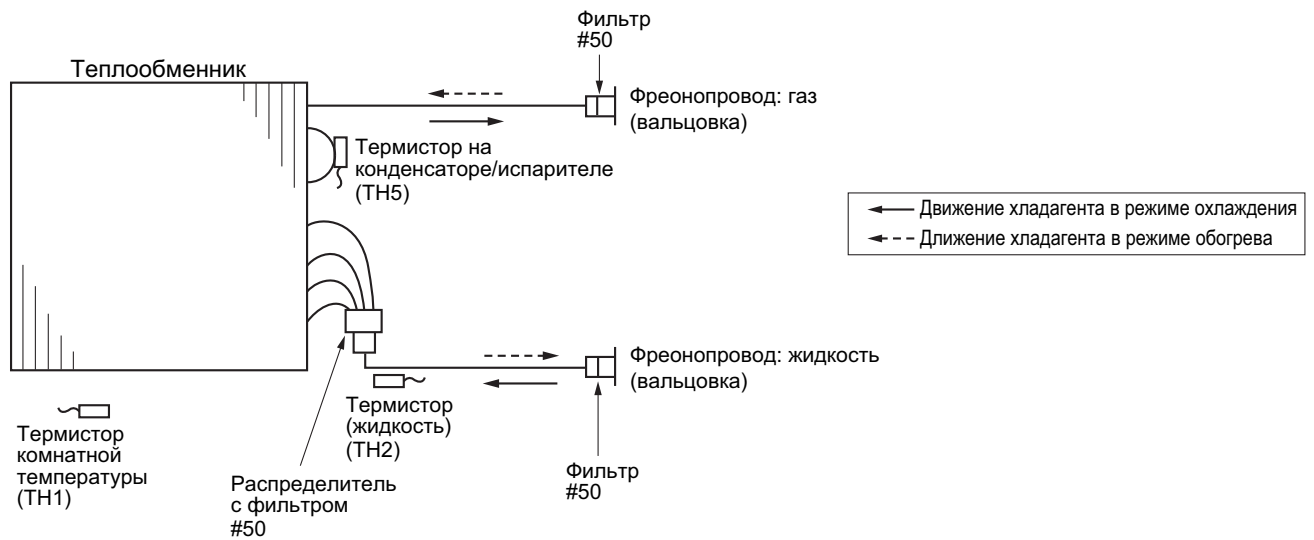 Фильтр
#50
Теплообменник
Фреонопровод: газ
(вальцовка)
Термистор на
конденсаторе/испарителе
(TH5)
Движение хладагента в режиме охлаждения
Длижение хладагента в режиме обогрева
Фреонопровод: жидкость
(вальцовка)
Термистор
(жидкость)
(TH2)
Термистор
комнатной
температуры
(TH1)
Распределитель
с фильтром
#50
Фильтр
#50